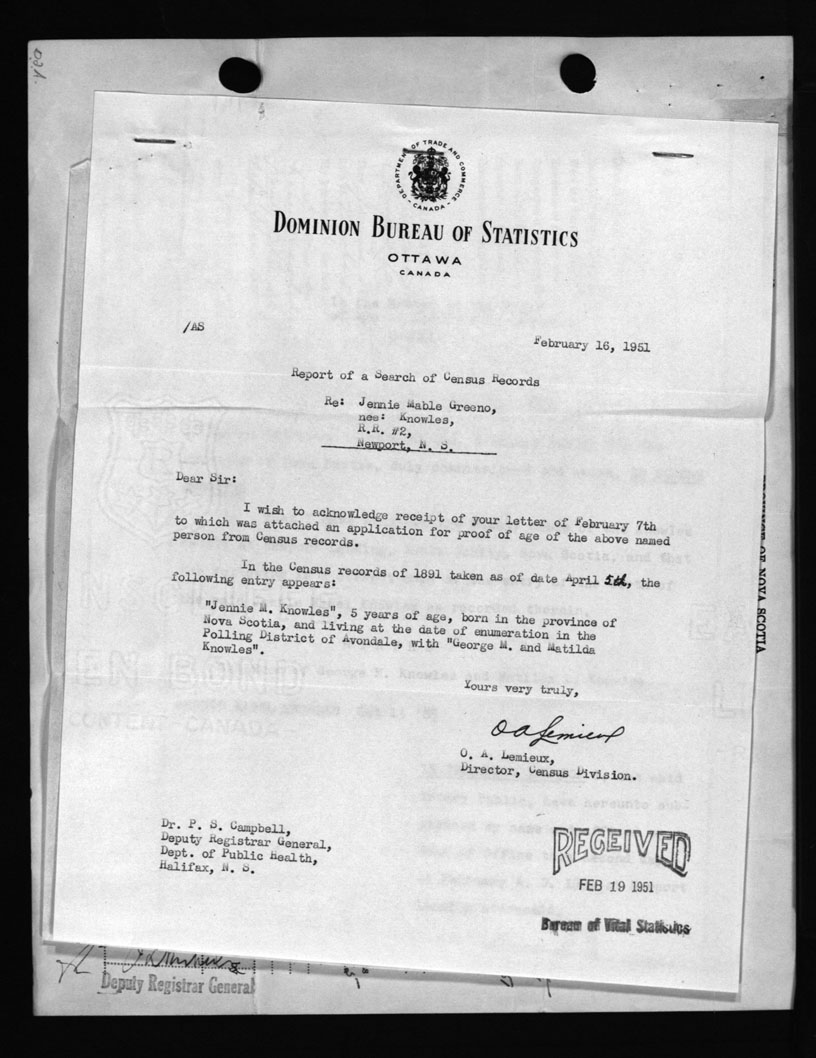 DEPARTMENT OF TRADE AND COMMERCE
- CANADA -
DOMINION BUREAU OF STATISTICS
OTTAWA
CANADA
/AS
February 16, 1951
Report of a Search of Census Records
Re: Jennie Mable Greeno,
nee: Knowles,
R.R. #2,
Newport, N. S.
Dear Sir:
I wish to acknowledge receipt of your letter of February 7th
to which was attached an application for proof of age of the above named
person from Census records.
In the Census records of 1891 taken as of date April 5th, the
following entry appears:
"Jennie M. Knowles", 5 years of age, born in the province of
Nova Scotia, and living at the date of enumeration in the
Polling District of Avondale, with "George M. and Matilda
Knowles".
Yours very truly,
O A Lemieux
O. A. Lemieux,
Director, Census Division.
Dr. P. S. Campbell,
Deputy Registrar General,
Dept. of Public Health,
Halifax, N. S.
RECEIVED
FEB 19 1951
Bureau of Vital Statistics
Deputy Registrar General
OF NOVA SCOTIA
CONTENT CANADA